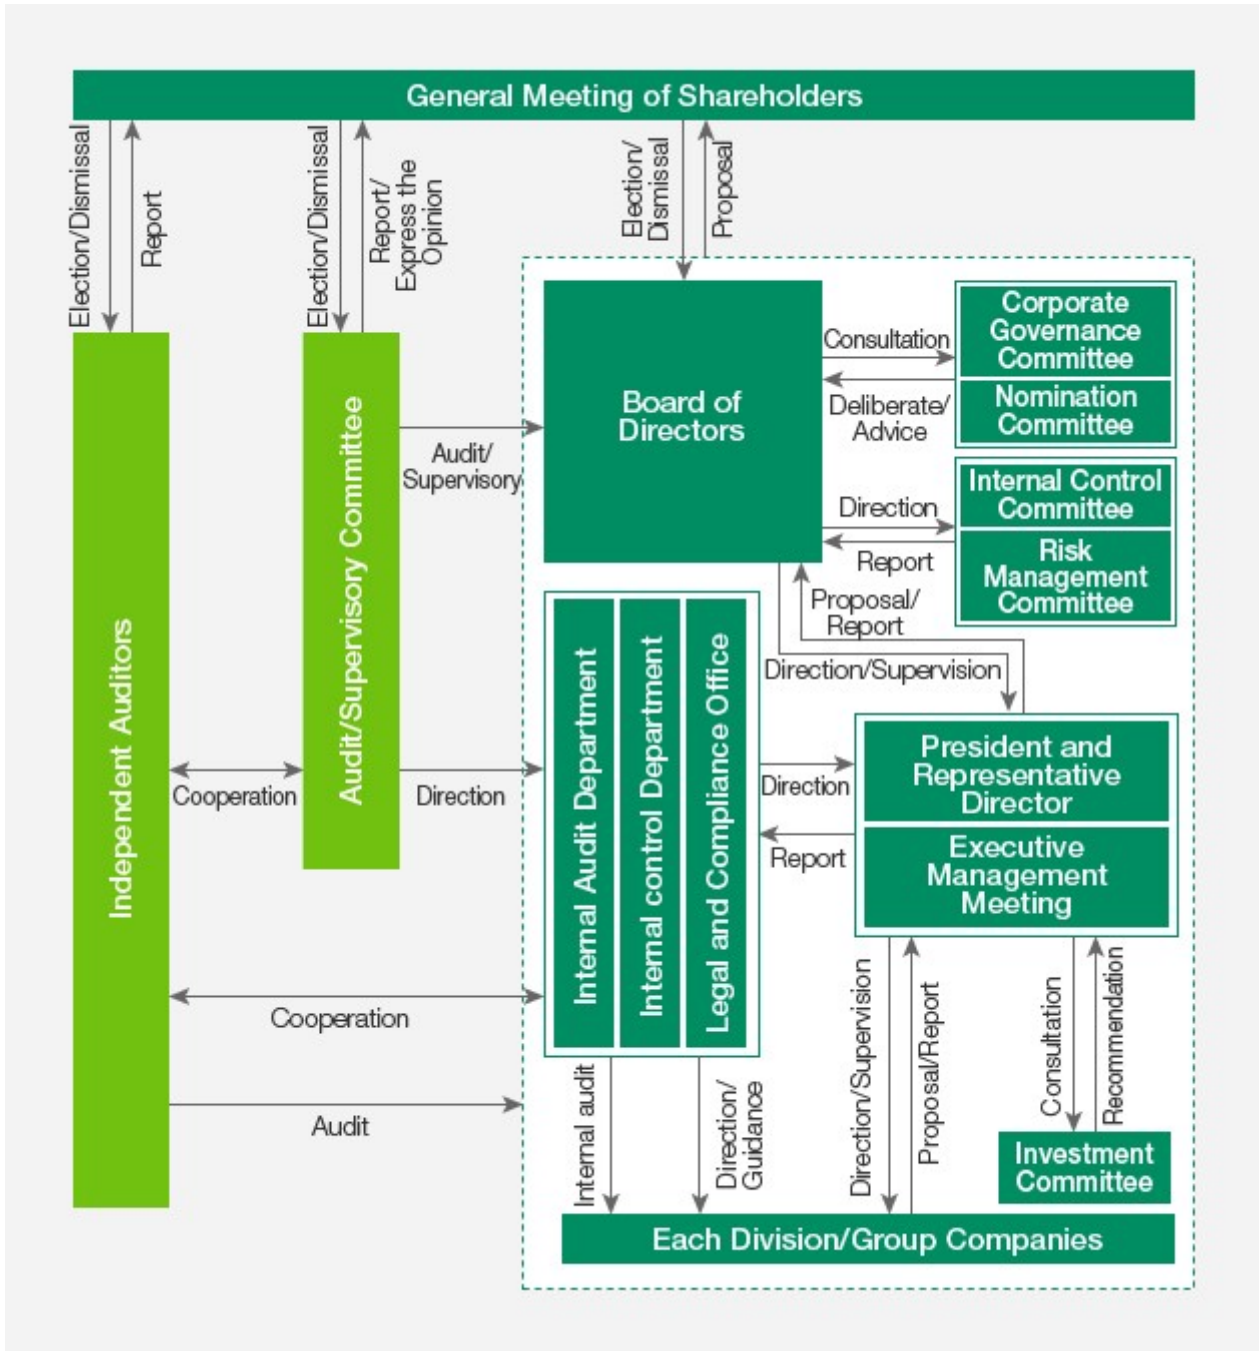 General Meeting of Shareholders
Election/Dismissal
Report
Election/Dismissal
Report/
Express the
Opinion
Election/
Dismissal
Proposal
Independent Auditors
Audit/Supervisory Committee
Audit/
Supervisory
Board of
Directors
Consultation
Deliberate/
Advice
Corporate
Governance
Committee
Nomination
Committee
Direction
Report
Internal Control
Committee
Risk
Management
Committee
Proposal/
Report
Direction/Supervision
Cooperation
Direction
Internal Audit Department
Internal control Department
Legal and Compliance Office
Direction
Report
President and
Representative
Director
Executive
Management
Meeting
Cooperation
Audit
Internal audit
Direction/
Guidance
Direction/Supervision
Proposal/Report
Consultation
Recommendation
Investment
Committee
Each Division/Group Companies